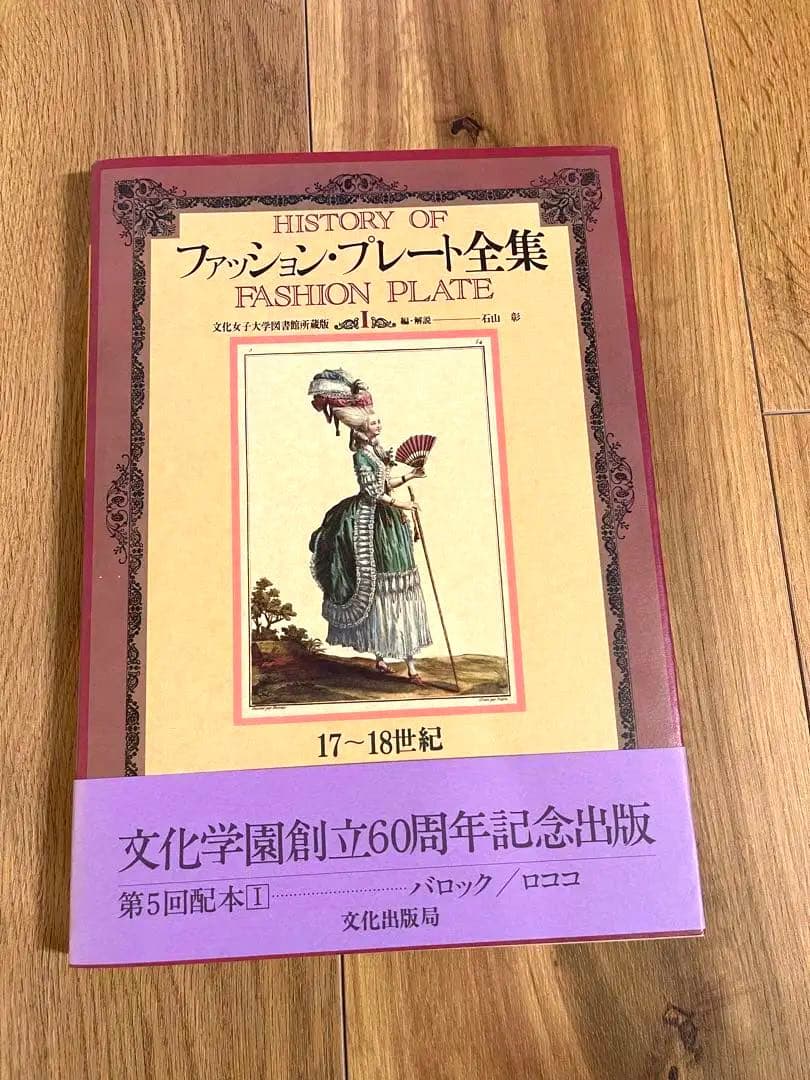 HISTORY OF
ファッション・プレート全集
FASHION PLATE
文化女子大学図書館所蔵版 I 編・解説―石山 彰
17〜18世紀
文化学園創立60周年記念出版
第5回配本I……………………バロック／ロココ
文化出版局